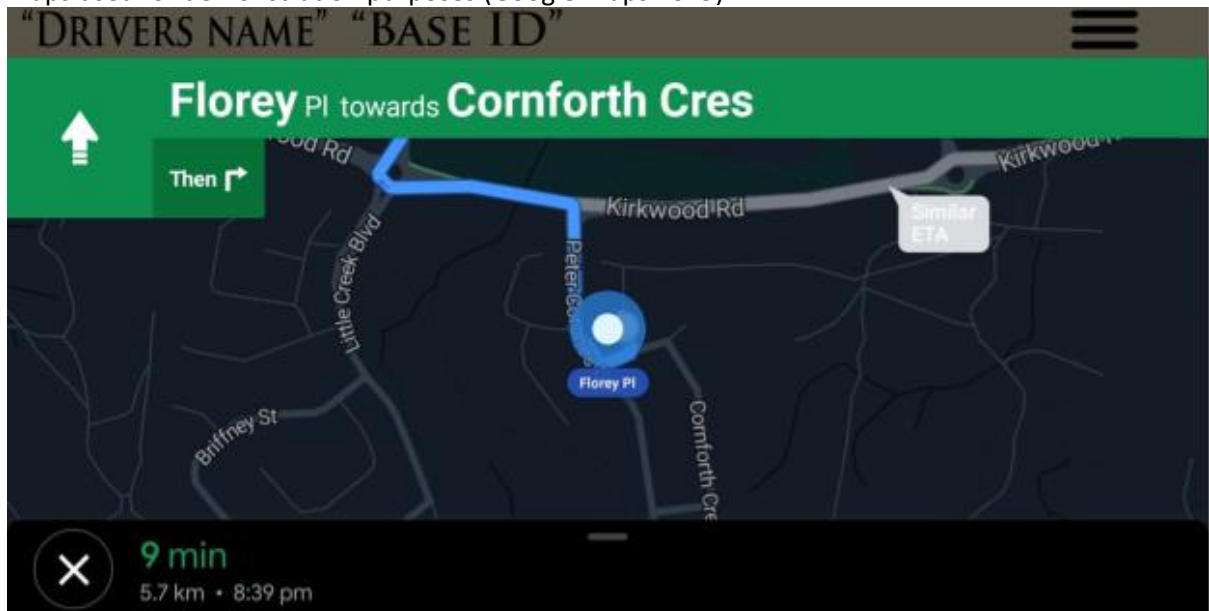 "DRIVERS NAME" "BASE ID"
Florey Pl towards Cornforth Cres
Then
Kirkwood Rd
Kirkwood Rd
Similar
ETA
Little Creek Blvd
Florey Pl
Briffney St
Cornforth Cre
9 min
5.7 km • 8:39 pm